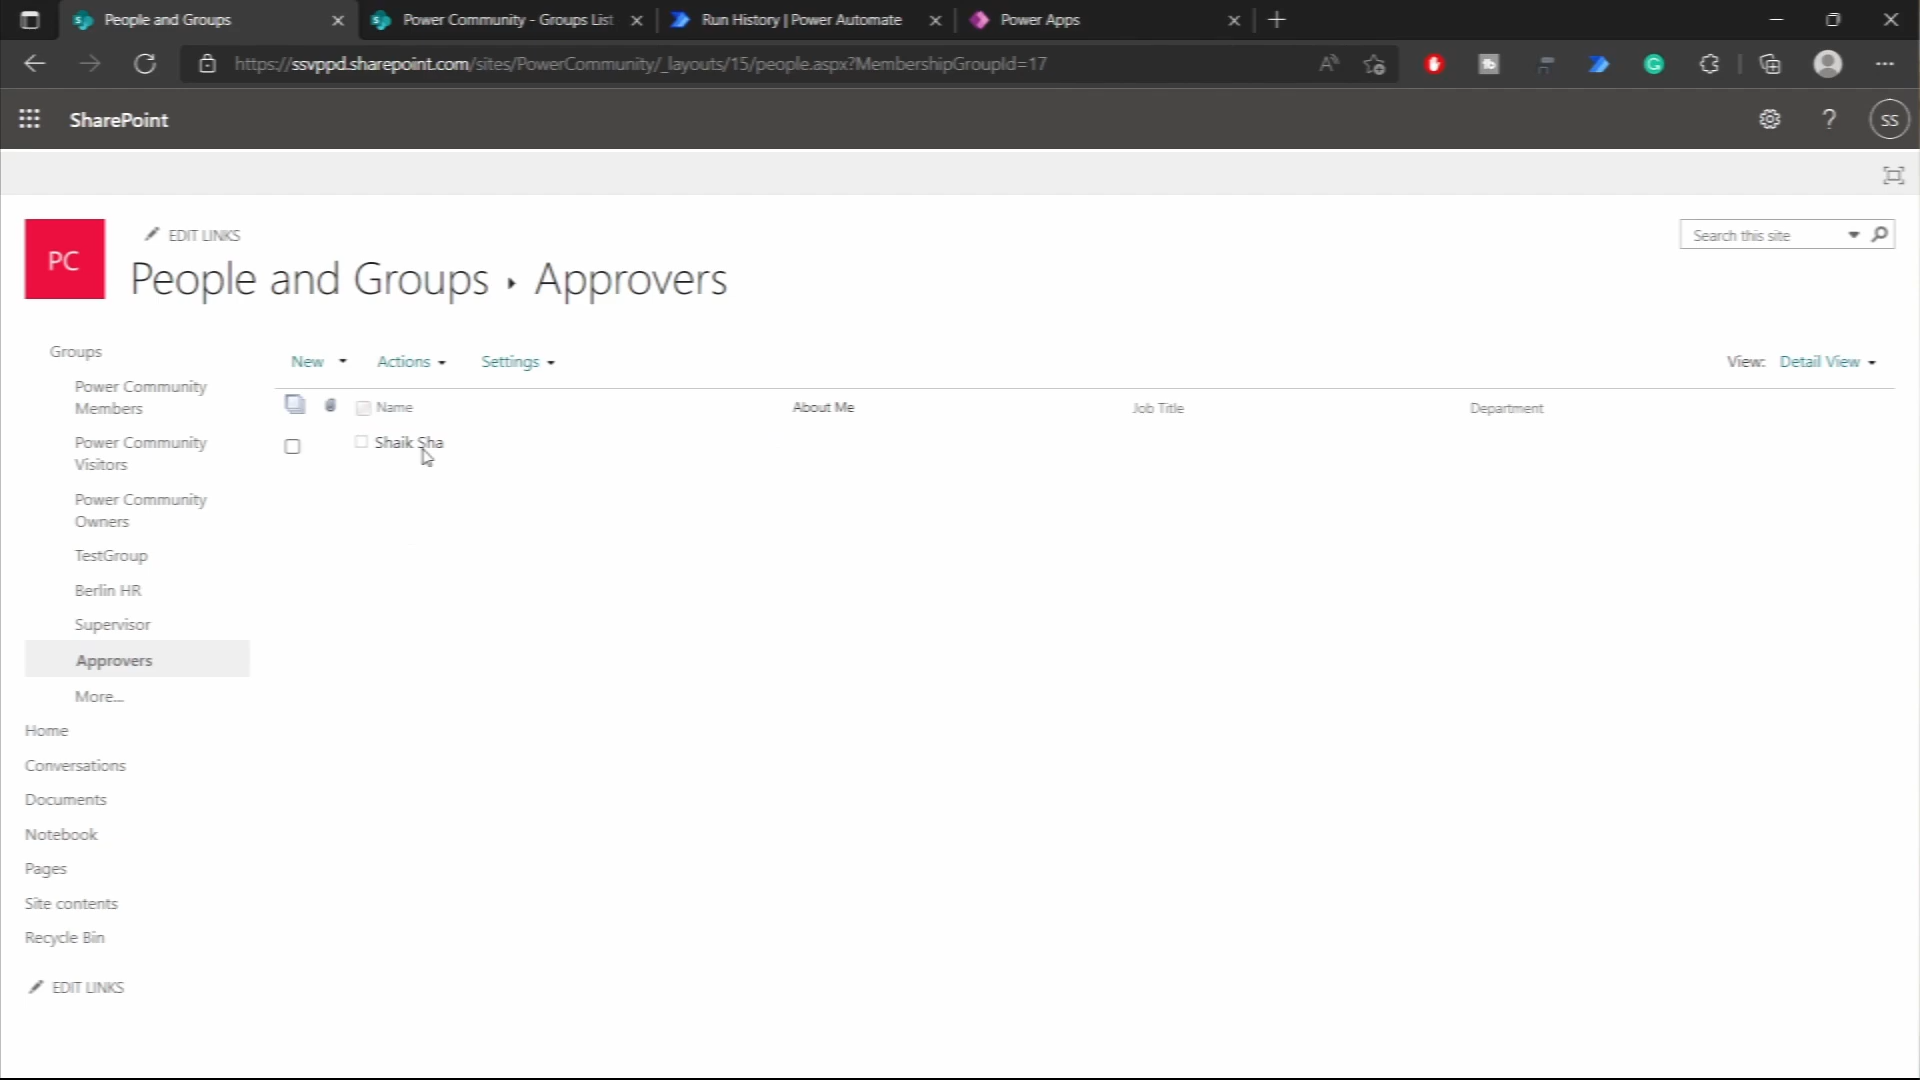 People and Groups
Power Community - Groups List
Run History | Power Automate
Power Apps
https://ssvppd.sharepoint.com/sites/PowerCommunity/_layouts/15/people.aspx?MembershipGroupId=17
SharePoint
?
SS
PC
EDIT LINKS
Search this site
People and Groups ▸ Approvers
Groups
Power Community
Members
Power Community
Visitors
Power Community
Owners
TestGroup
Berlin HR
Supervisor
Approvers
More...
Home
Conversations
Documents
Notebook
Pages
Site contents
Recycle Bin
EDIT LINKS
New
Actions
Settings
View: Detail View
Name
About Me
Job Title
Department
Shaik Sha